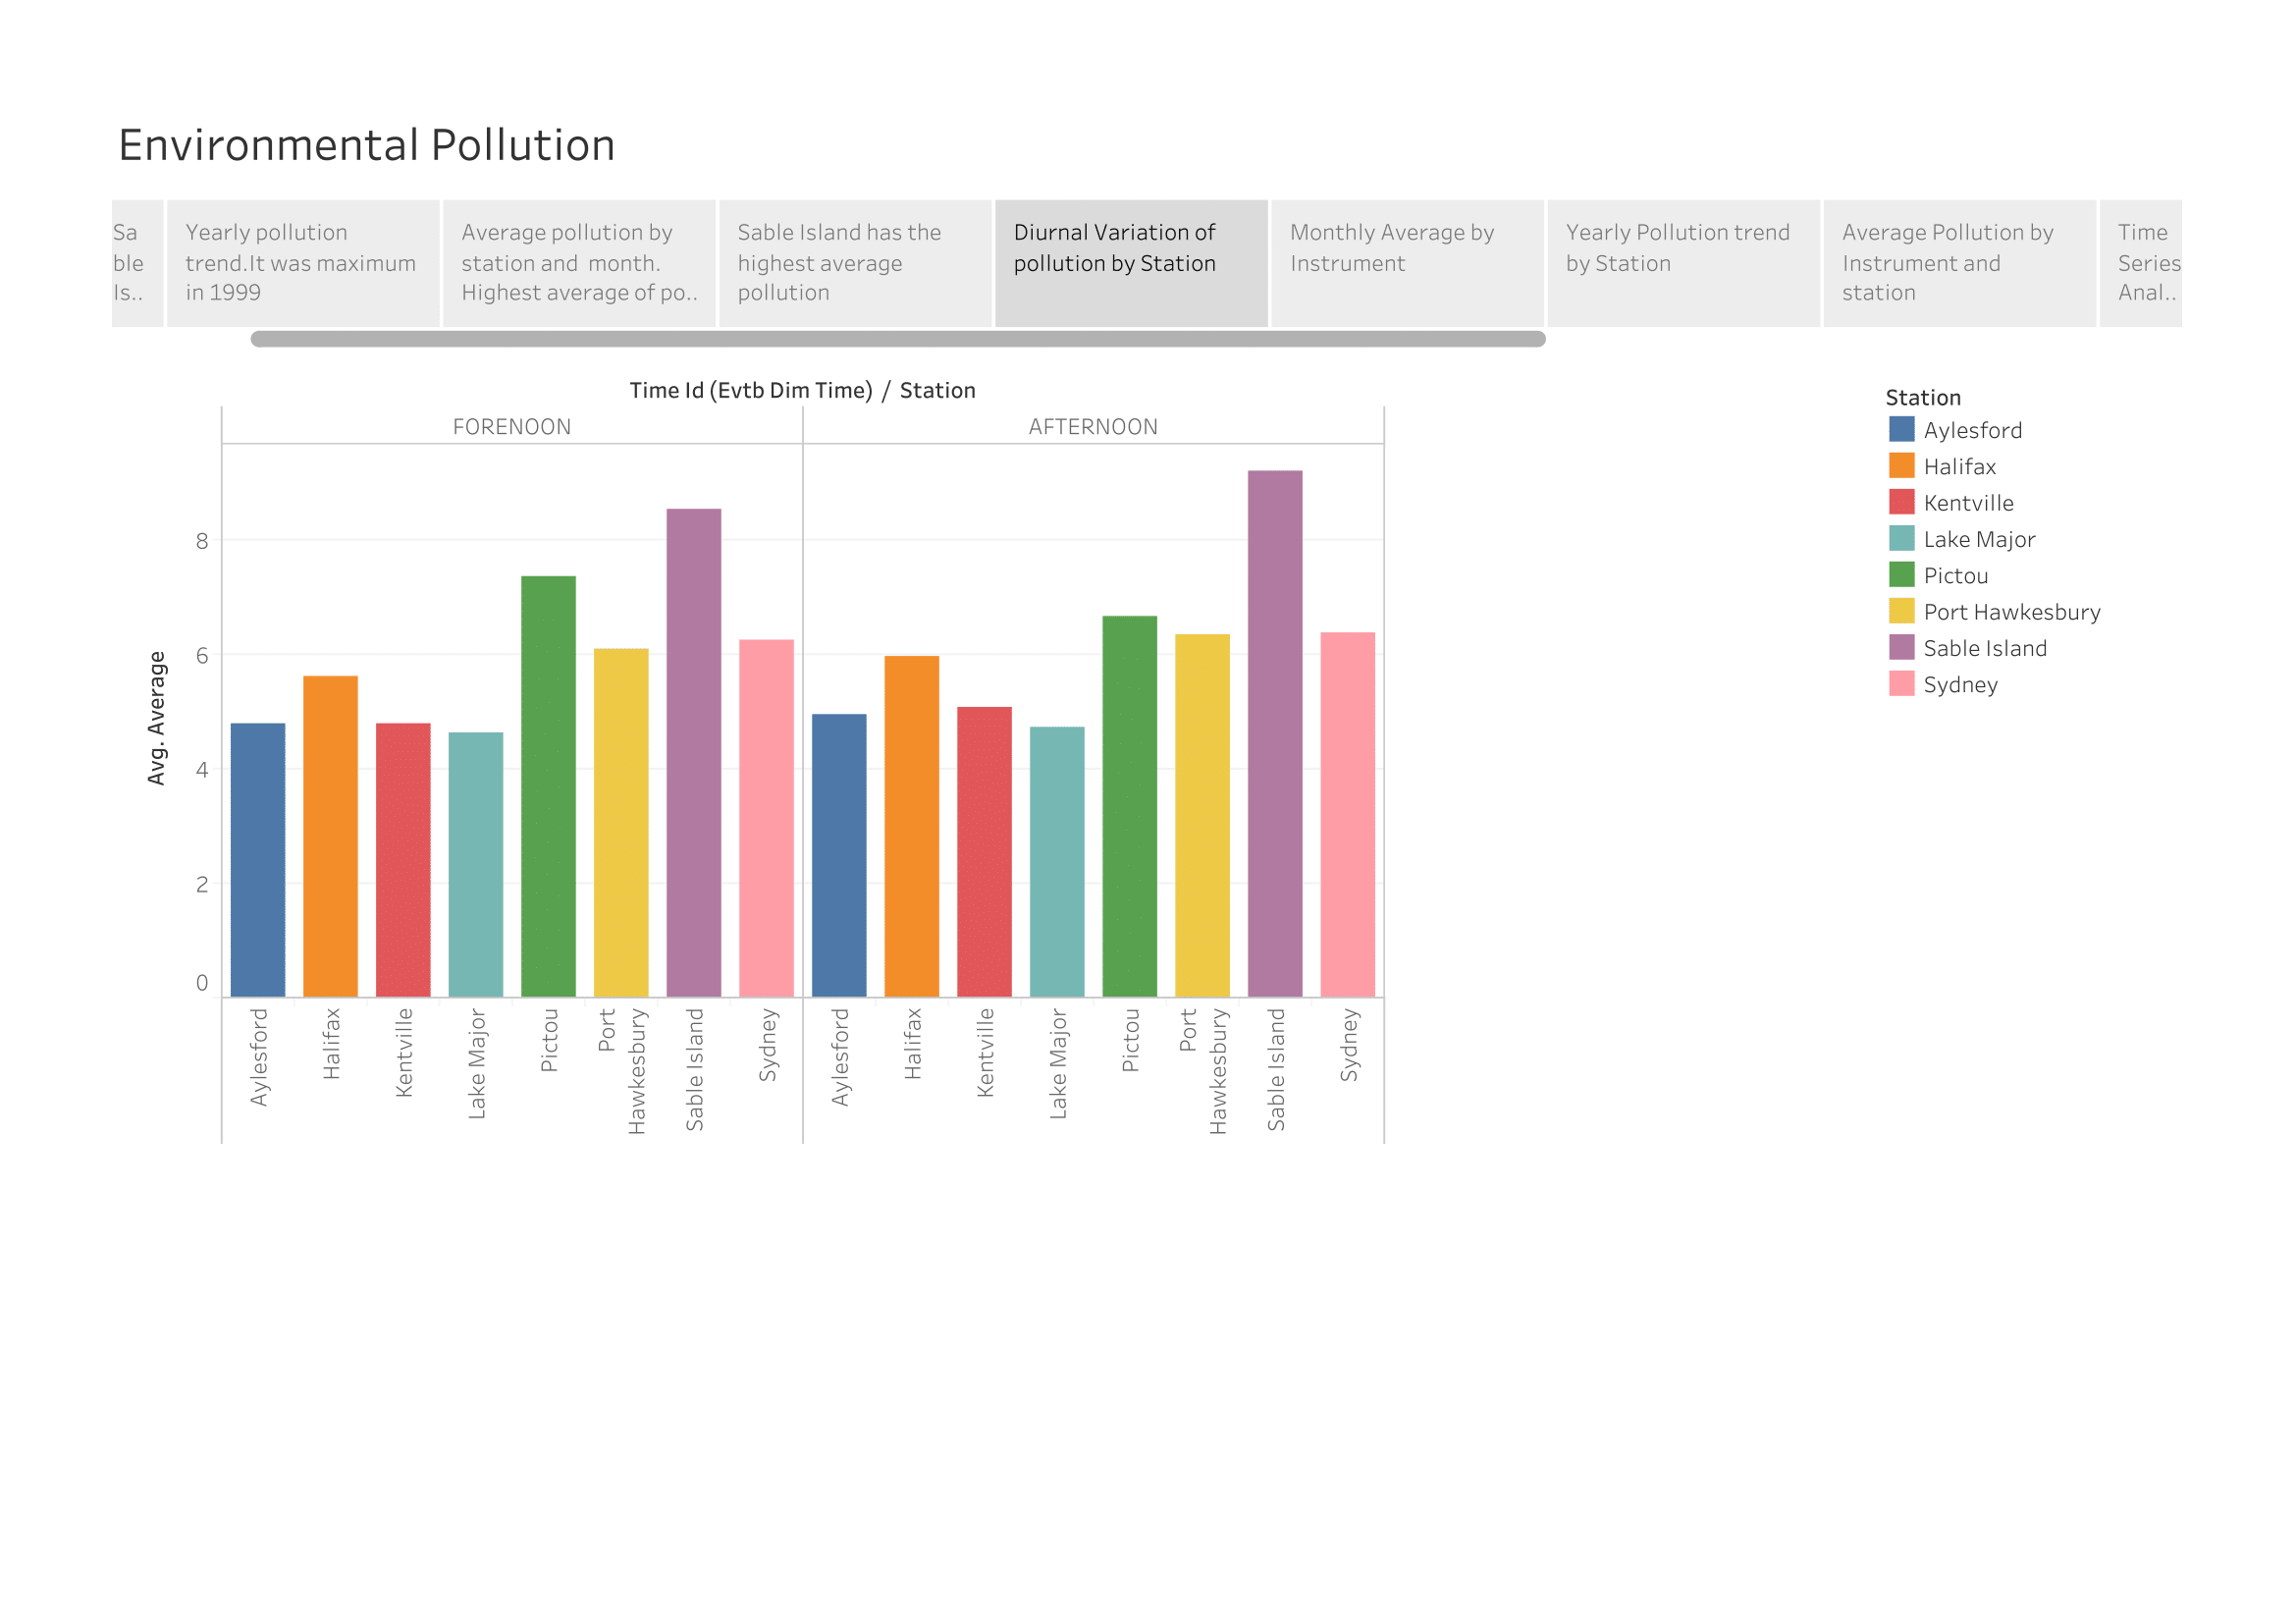 Environmental Pollution
Sa
ble
Is..
Yearly pollution
trend.It was maximum
in 1999
Average pollution by
station and  month.
Highest average of po..
Sable Island has the
highest average
pollution
Diurnal Variation of
pollution by Station
Monthly Average by
Instrument
Yearly Pollution trend
by Station
Average Pollution by
Instrument and
station
Time
Series
Anal..
Time Id (Evtb Dim Time) / Station
FORENOON
AFTERNOON
Avg. Average
8
6
4
2
0
Aylesford
Halifax
Kentville
Lake Major
Pictou
Port
Hawkesbury
Sable Island
Sydney
Aylesford
Halifax
Kentville
Lake Major
Pictou
Port
Hawkesbury
Sable Island
Sydney
Station
Aylesford
Halifax
Kentville
Lake Major
Pictou
Port Hawkesbury
Sable Island
Sydney